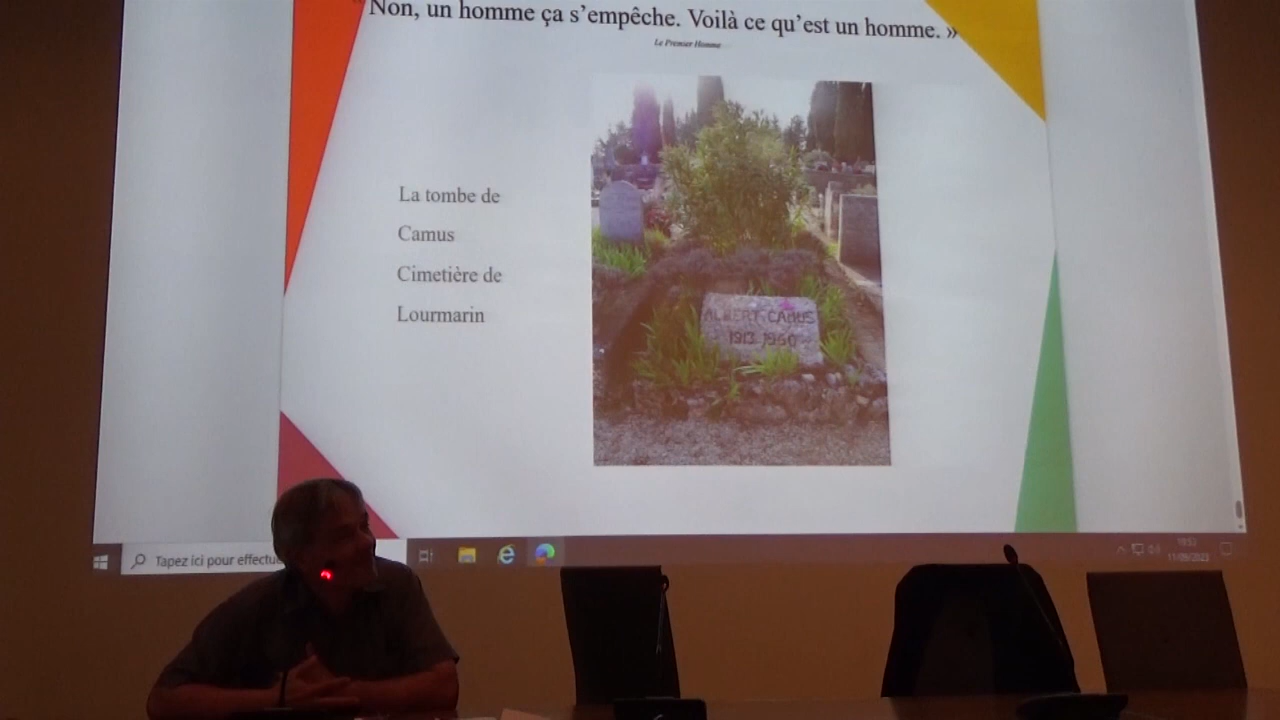 Non, un homme ça s'empêche. Voilà ce qu'est un homme. »
Le Premier Homme
La tombe de
Camus
Cimetière de
Lourmarin
ALBERT CAMUS
1913 1960
Tapez ici pour effectue